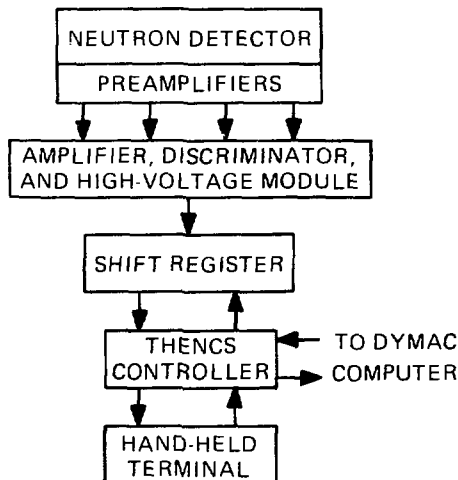 NEUTRON DETECTOR
PREAMPLIFIERS
AMPLIFIER, DISCRIMINATOR,
AND HIGH-VOLTAGE MODULE
SHIFT REGISTER
THENCS
CONTROLLER
TO DYMAC
COMPUTER
HAND-HELD
TERMINAL